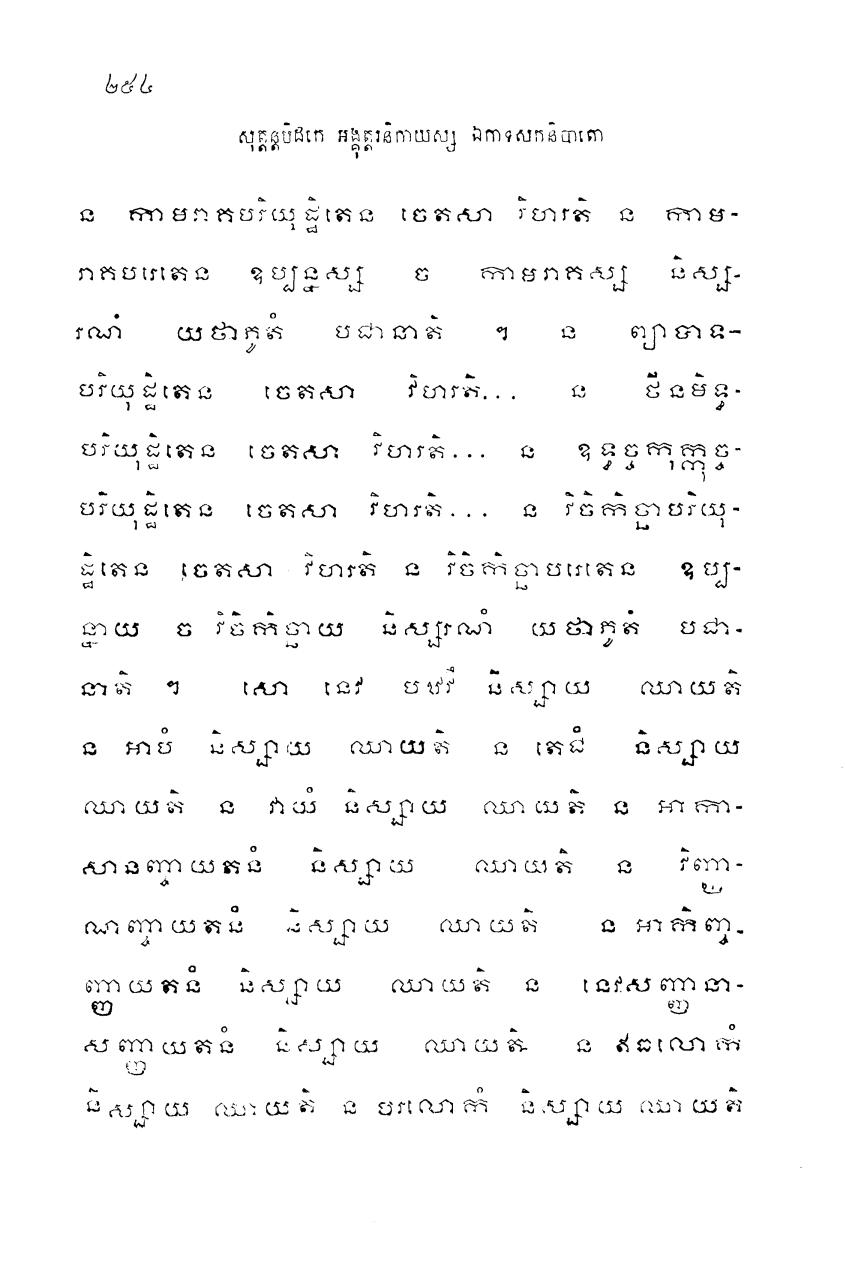 ២៥៤
សុត្តន្តបិដកេ អង្គុត្តរនិកាយស្ស ឯកាទសកនិបាតោ
ន កាមរាគបរិយុដ្ឋិតេន ចេតសា វិហរតិ ន កាម-
រាគបរេតេន ឧប្បន្នស្ស ច កាមរាគស្ស និស្ស-
រណំ យថាភូតំ បជានាតិ ។ ន ព្យាបាទ-
បរិយុដ្ឋិតេន ចេតសា វិហរតិ... ន ថីនមិទ្ធ-
បរិយុដ្ឋិតេន ចេតសា វិហរតិ... ន ឧទ្ធច្ចកុក្កុច្ច-
បរិយុដ្ឋិតេន ចេតសា វិហរតិ... ន វិចិកិច្ឆាបរិយុ-
ដ្ឋិតេន ចេតសា វិហរតិ ន វិចិកិច្ឆាបរេតេន ឧប្ប-
ន្នាយ ច វិចិកិច្ឆាយ និស្សរណំ យថាភូតំ បជា-
នាតិ ។ សោ នេវ បឋវឹ និស្សាយ ឈាយតិ
ន អាបំ និស្សាយ ឈាយតិ ន តេជំ និស្សាយ
ឈាយតិ ន វាយំ និស្សាយ ឈាយតិ ន អាកា-
សានញ្ចាយតនំ និស្សាយ ឈាយតិ ន វិញ្ញា-
ណញ្ចាយតនំ និស្សាយ ឈាយតិ ន អាកិញ្ច-
ញ្ញាយតនំ និស្សាយ ឈាយតិ ន នេវសញ្ញានា-
សញ្ញាយតនំ និស្សាយ ឈាយតិ ន ឥធលោកំ
និស្សាយ ឈាយតិ ន បរលោកំ និស្សាយ ឈាយតិ